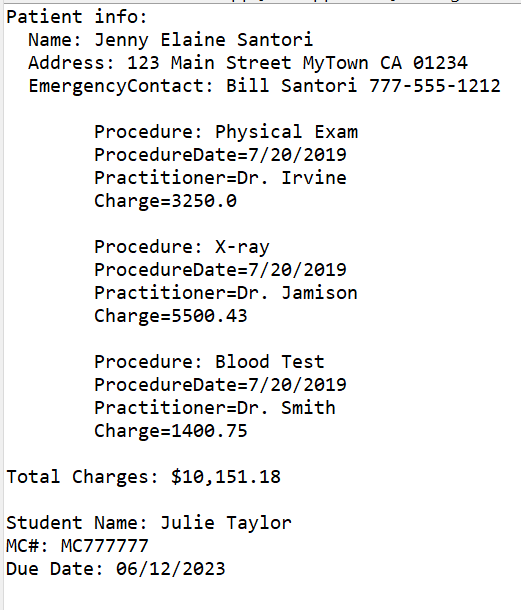 Patient info:
Name: Jenny Elaine Santori
Address: 123 Main Street MyTown CA 01234
EmergencyContact: Bill Santori 777-555-1212
Procedure: Physical Exam
ProcedureDate=7/20/2019
Practitioner=Dr. Irvine
Charge=3250.0
Procedure: X-ray
ProcedureDate=7/20/2019
Practitioner=Dr. Jamison
Charge=5500.43
Procedure: Blood Test
ProcedureDate=7/20/2019
Practitioner=Dr. Smith
Charge=1400.75
Total Charges: $10,151.18
Student Name: Julie Taylor
MC#: MC777777
Due Date: 06/12/2023